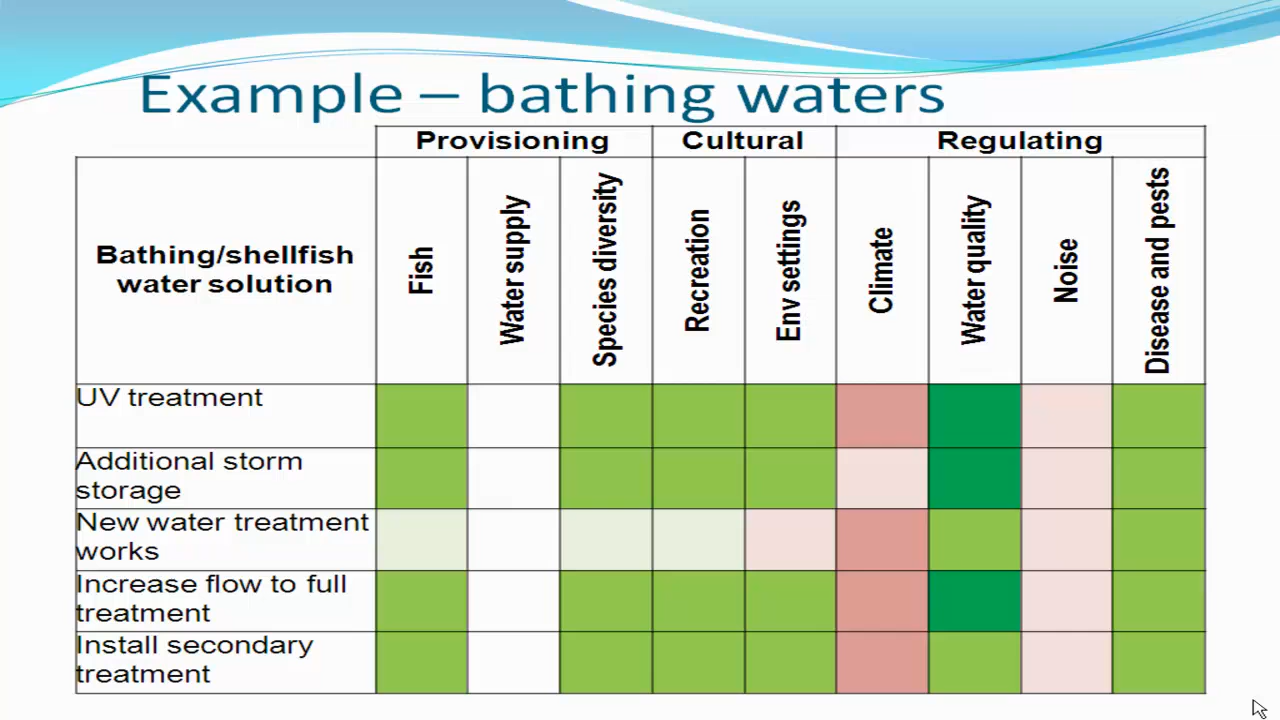 Example – bathing waters
Provisioning Cultural Regulating
Bathing/shellfish
water solution
Fish
Water supply
Species diversity
Recreation
Env settings
Climate
Water quality
Noise
Disease and pests
UV treatment
Additional storm
storage
New water treatment
works
Increase flow to full
treatment
Install secondary
treatment